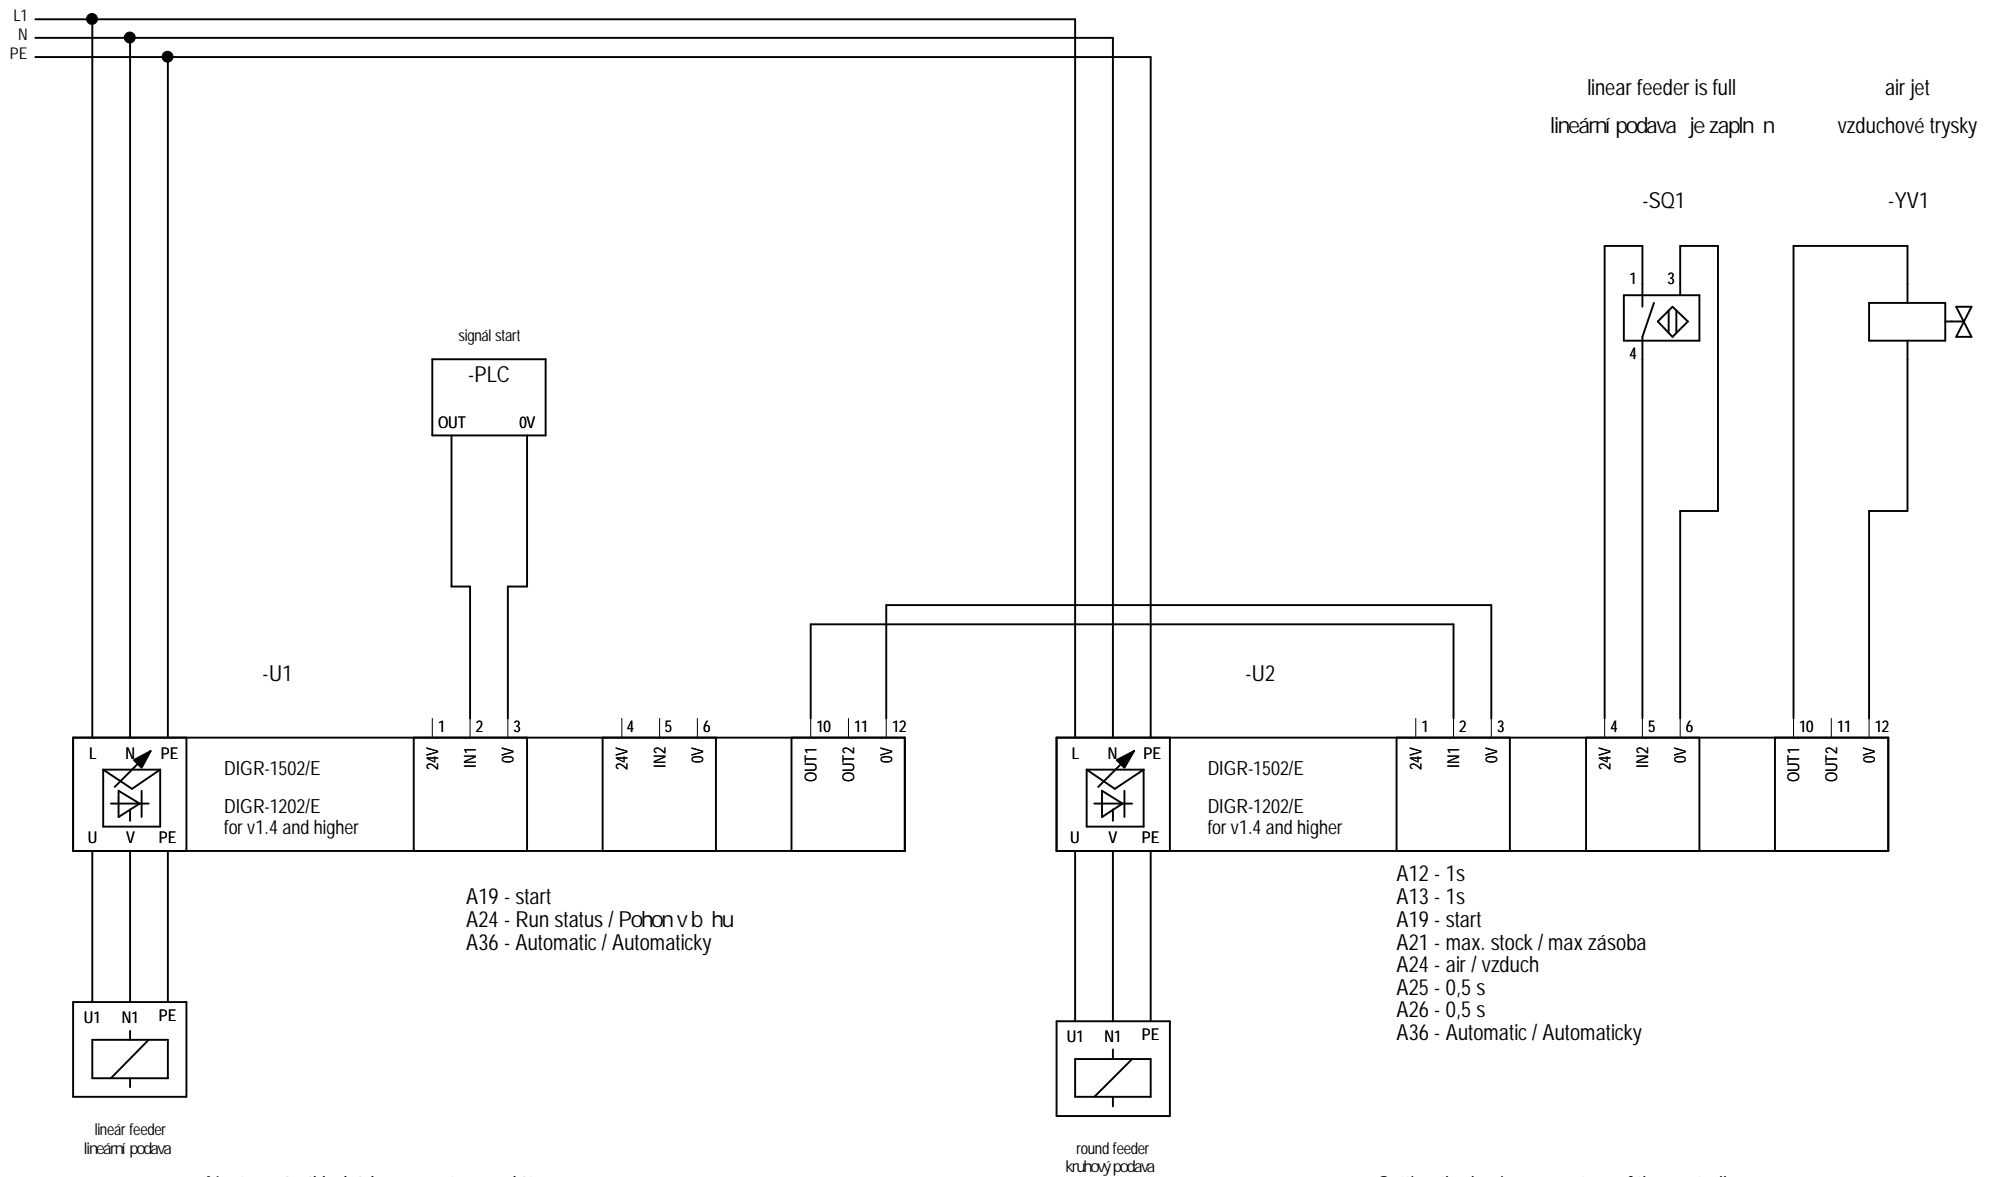 L1
N
PE
linear feeder is full
air jet
lineární podava je zapln n
vzduchové trysky
-SQ1
-YV1
1 3
4
signál start
-PLC
OUT 0V
-U1
-U2
1 2 3 4 5 6 10 11 12
1 2 3 4 5 6 10 11 12
L N PE
24V IN1 0V 24V IN2 0V OUT1 OUT2 0V
DIGR-1502/E
DIGR-1202/E
for v1.4 and higher
U V PE
L N PE
24V IN1 0V 24V IN2 0V OUT1 OUT2 0V
DIGR-1502/E
DIGR-1202/E
for v1.4 and higher
U V PE
A19 - start
A24 - Run status / Pohon v b hu
A36 - Automatic / Automaticky
A12 - 1s
A13 - 1s
A19 - start
A21 - max. stock / max zásoba
A24 - air / vzduch
A25 - 0,5 s
A26 - 0,5 s
A36 - Automatic / Automaticky
U1 N1 PE
U1 N1 PE
lineár feeder
lineární podava
round feeder
kruhový podava